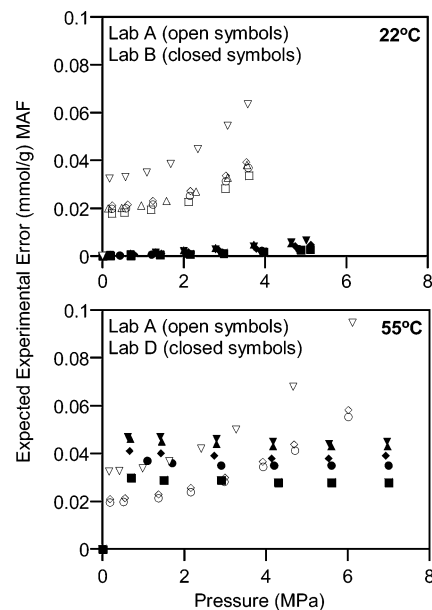 0.1
Lab A (open symbols)
22ºC
Lab B (closed symbols)
0.08
0.06
0.04
0.02
0
0 2 4 6 8
Expected Experimental Error (mmol/g) MAF
0.1
Lab A (open symbols)
55ºC
Lab D (closed symbols)
0.08
0.06
0.04
0.02
0
0 2 4 6 8
Pressure (MPa)